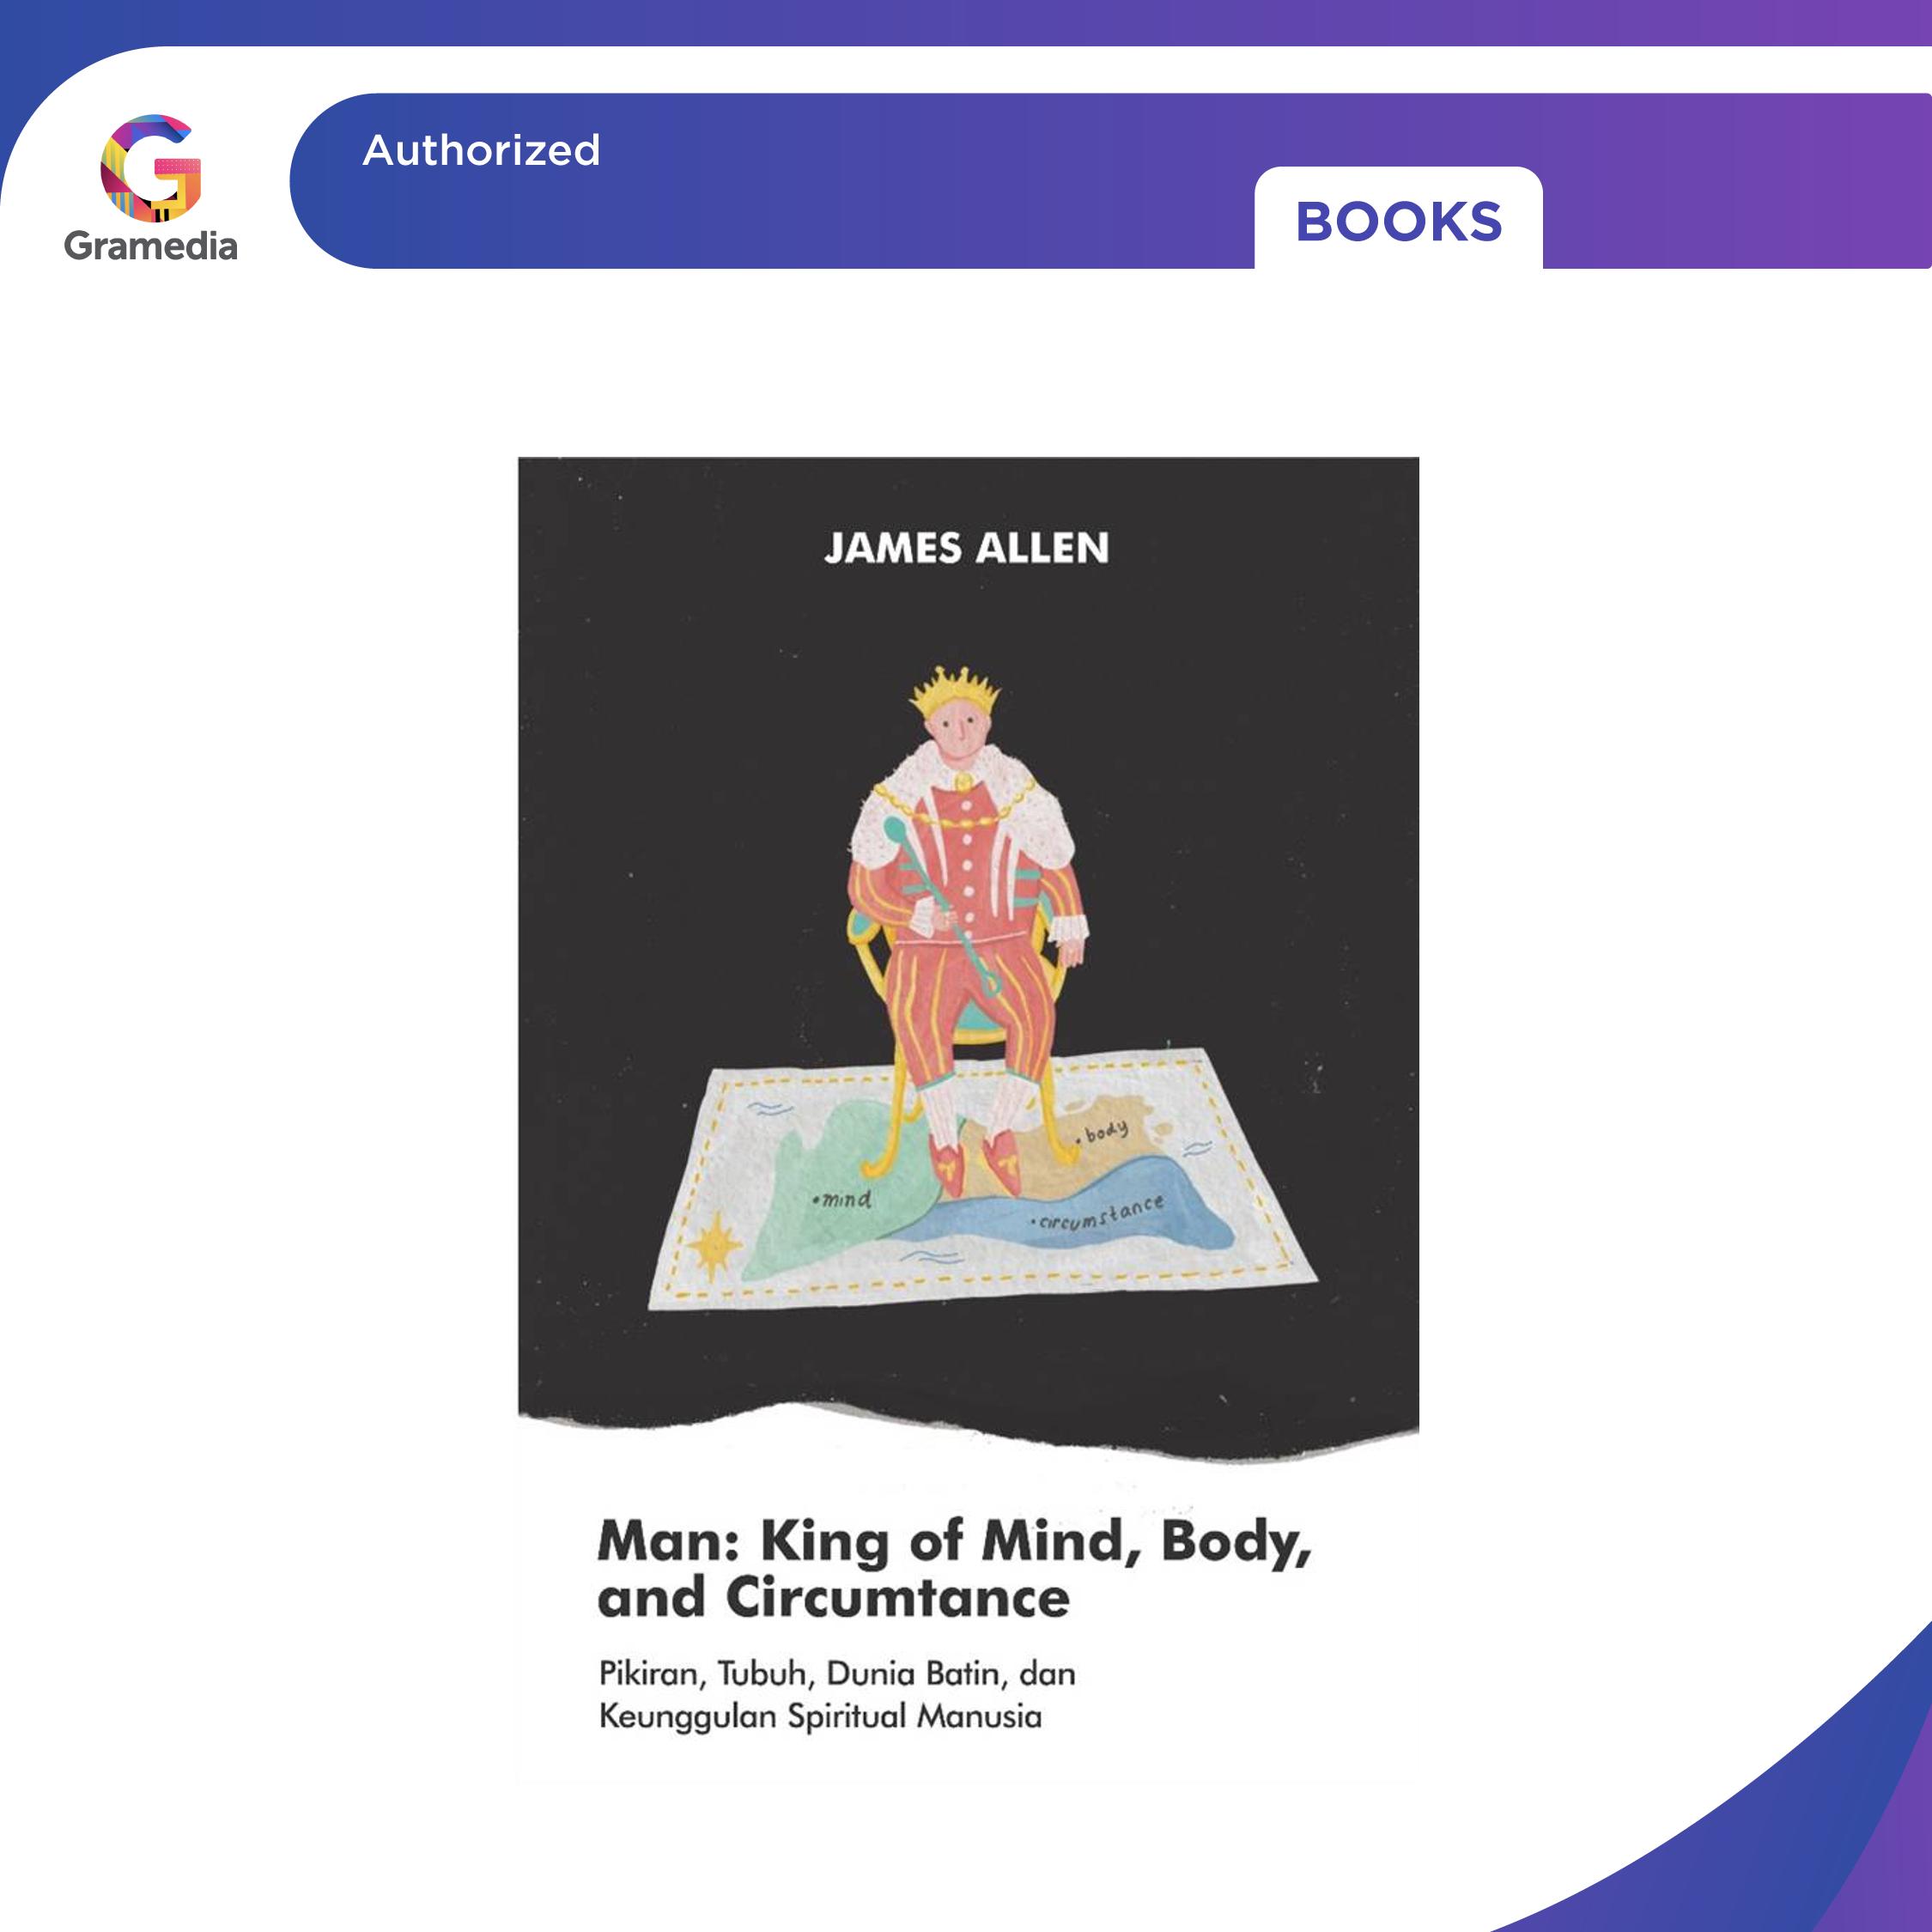 Gramedia
Authorized
BOOKS
JAMES ALLEN
•body
•mind
•circumstance
Man: King of Mind, Body,
and Circumtance
Pikiran, Tubuh, Dunia Batin, dan
Keunggulan Spiritual Manusia